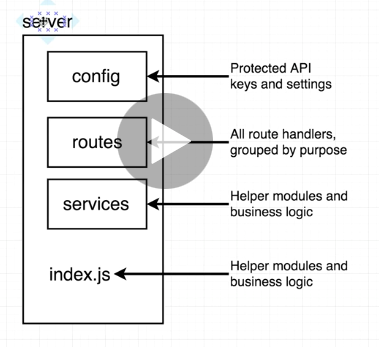 server
config
Protected API
keys and settings
routes
All route handlers,
grouped by purpose
services
Helper modules and
business logic
index.js
Helper modules and
business logic